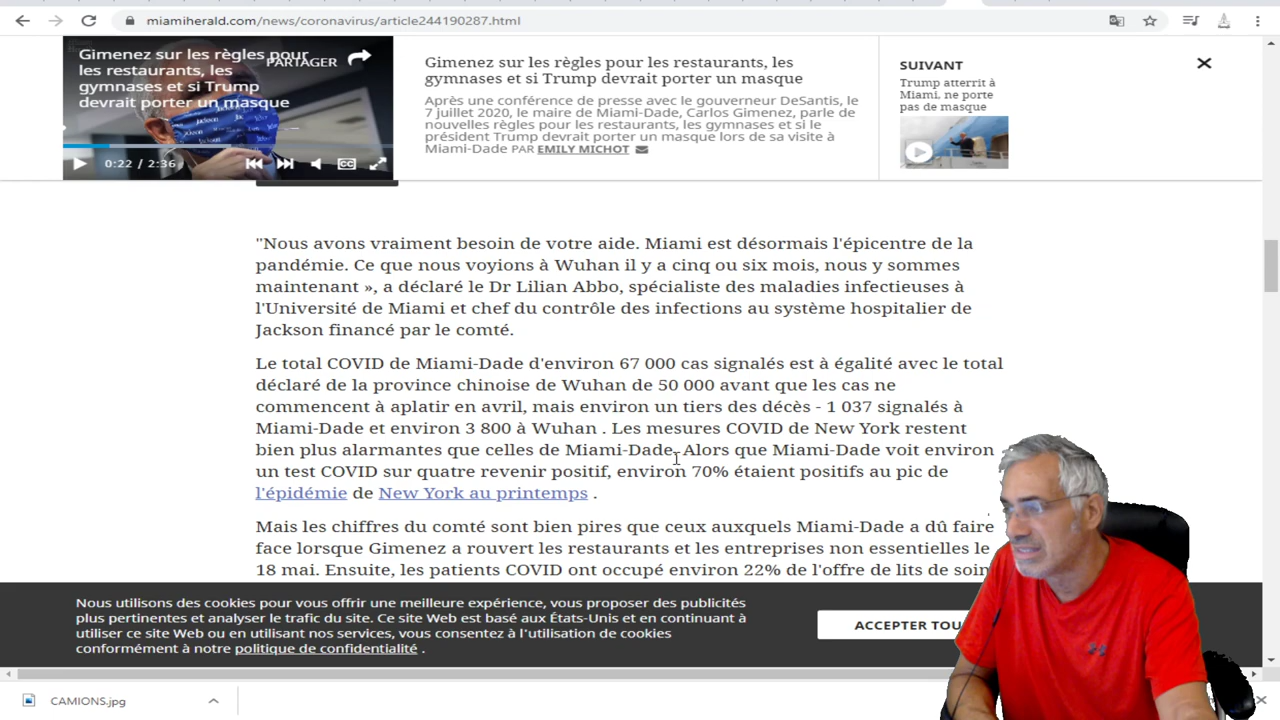 miamiherald.com/news/coronavirus/article244190287.html
Gimenez sur les règles pour
les restaurants, les
gymnases et si Trump
devrait porter un masque
PARTAGER
0:22 / 2:36
CC
Gimenez sur les règles pour les restaurants, les
gymnases et si Trump devrait porter un masque
Après une conférence de presse avec le gouverneur DeSantis, le
7 juillet 2020, le maire de Miami-Dade, Carlos Gimenez, parle de
nouvelles règles pour les restaurants, les gymnases et si le
président Trump devrait porter un masque lors de sa visite à
Miami-Dade PAR EMILY MICHOT
SUIVANT
Trump atterrit à
Miami, ne porte
pas de masque
"Nous avons vraiment besoin de votre aide. Miami est désormais l'épicentre de la
pandémie. Ce que nous voyions à Wuhan il y a cinq ou six mois, nous y sommes
maintenant », a déclaré le Dr Lilian Abbo, spécialiste des maladies infectieuses à
l'Université de Miami et chef du contrôle des infections au système hospitalier de
Jackson financé par le comté.
Le total COVID de Miami-Dade d'environ 67 000 cas signalés est à égalité avec le total
déclaré de la province chinoise de Wuhan de 50 000 avant que les cas ne
commencent à aplatir en avril, mais environ un tiers des décès - 1 037 signalés à
Miami-Dade et environ 3 800 à Wuhan . Les mesures COVID de New York restent
bien plus alarmantes que celles de Miami-Dade. Alors que Miami-Dade voit environ
un test COVID sur quatre revenir positif, environ 70% étaient positifs au pic de
l'épidémie de New York au printemps .
Mais les chiffres du comté sont bien pires que ceux auxquels Miami-Dade a dû faire
face lorsque Gimenez a rouvert les restaurants et les entreprises non essentielles le
18 mai. Ensuite, les patients COVID ont occupé environ 22% de l'offre de lits de soin
Nous utilisons des cookies pour vous offrir une meilleure expérience, vous proposer des publicités
plus pertinentes et analyser le trafic du site. Ce site Web est basé aux États-Unis et en continuant à
utiliser ce site Web ou en utilisant nos services, vous consentez à l'utilisation de cookies
conformément à notre politique de confidentialité .
ACCEPTER TOU
CAMIONS.jpg